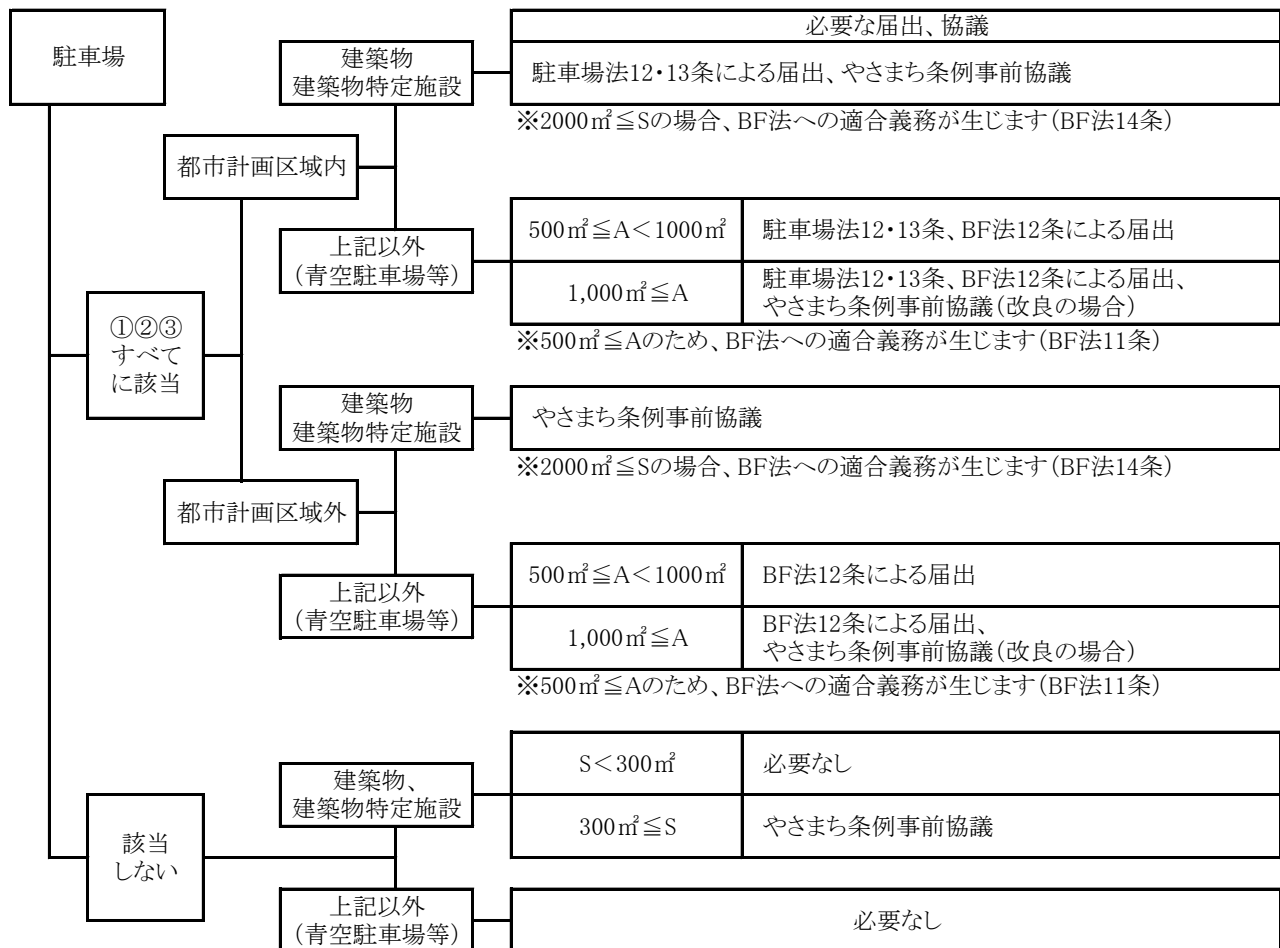 駐車場
建築物
建築物特定施設
必要な届出、協議
駐車場法12・13条による届出、やさまち条例事前協議
※2000㎡≦Sの場合、BF法への適合義務が生じます(BF法14条)
都市計画区域内
上記以外
(青空駐車場等)
500㎡≦A<1000㎡
駐車場法12・13条、BF法12条による届出
1,000㎡≦A
駐車場法12・13条、BF法12条による届出、
やさまち条例事前協議(改良の場合)
※500㎡≦Aのため、BF法への適合義務が生じます(BF法11条)
①②③
すべて
に該当
建築物
建築物特定施設
やさまち条例事前協議
※2000㎡≦Sの場合、BF法への適合義務が生じます(BF法14条)
都市計画区域外
上記以外
(青空駐車場等)
500㎡≦A<1000㎡
BF法12条による届出
1,000㎡≦A
BF法12条による届出、
やさまち条例事前協議(改良の場合)
※500㎡≦Aのため、BF法への適合義務が生じます(BF法11条)
該当
しない
建築物、
建築物特定施設
S<300㎡
必要なし
300㎡≦S
やさまち条例事前協議
上記以外
(青空駐車場等)
必要なし